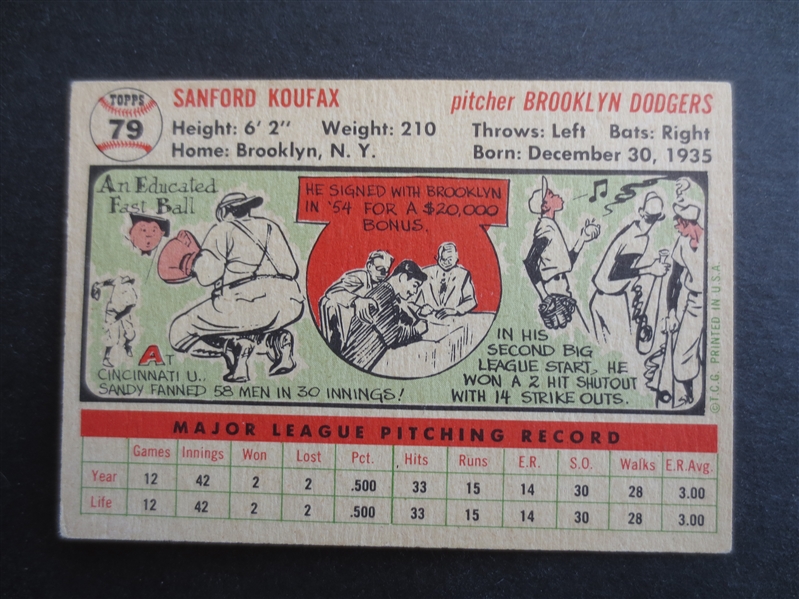 TOPPS
79
SANFORD KOUFAX pitcher BROOKLYN DODGERS
Height: 6' 2" Weight: 210 Throws: Left Bats: Right
Home: Brooklyn, N. Y. Born: December 30, 1935
An Educated
Fast Ball
AT
CINCINNATI U..
SANDY FANNED 58 MEN IN 30 INNINGS!
HE SIGNED WITH BROOKLYN
IN '54 FOR A $20,000
BONUS.
IN HIS
SECOND BIG
LEAGUE START, HE
WON A 2 HIT SHUTOUT
WITH 14 STRIKE OUTS.
©T.C.G. PRINTED IN U.S.A.
MAJOR LEAGUE PITCHING RECORD
Games Innings Won Lost Pct. Hits Runs E.R. S.O. Walks E.R.Avg.
Year 12 42 2 2 .500 33 15 14 30 28 3.00
Life 12 42 2 2 .500 33 15 14 30 28 3.00